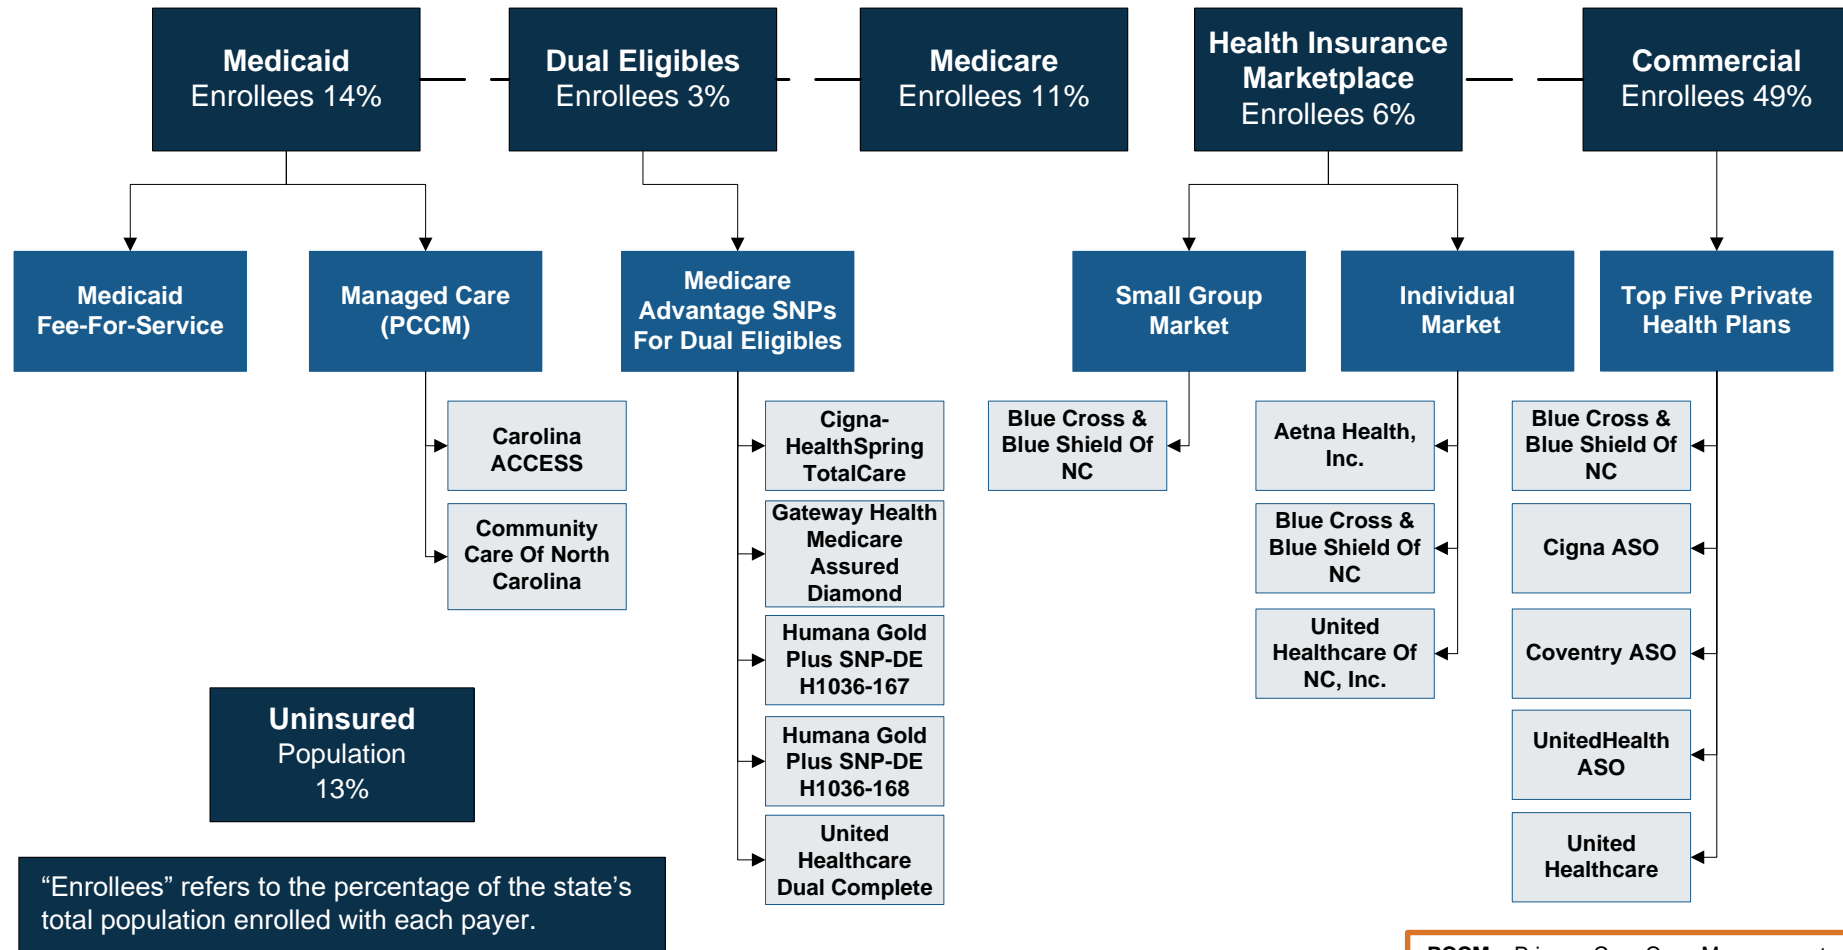 Medicaid
Enrollees 14%
Dual Eligibles
Enrollees 3%
Medicare
Enrollees 11%
Health Insurance
Marketplace
Enrollees 6%
Commercial
Enrollees 49%
Medicaid
Fee-For-Service
Managed Care
(PCCM)
Medicare
Advantage SNPs
For Dual Eligibles
Small Group
Market
Individual
Market
Top Five Private
Health Plans
Carolina
ACCESS
Community
Care Of North
Carolina
Cigna-
HealthSpring
TotalCare
Gateway Health
Medicare
Assured
Diamond
Humana Gold
Plus SNP-DE
H1036-167
Humana Gold
Plus SNP-DE
H1036-168
United
Healthcare
Dual Complete
Blue Cross &
Blue Shield Of
NC
Aetna Health,
Inc.
Blue Cross &
Blue Shield Of
NC
United
Healthcare Of
NC, Inc.
Blue Cross &
Blue Shield Of
NC
Cigna ASO
Coventry ASO
UnitedHealth
ASO
United
Healthcare
Uninsured
Population
13%
“Enrollees” refers to the percentage of the state’s
total population enrolled with each payer.